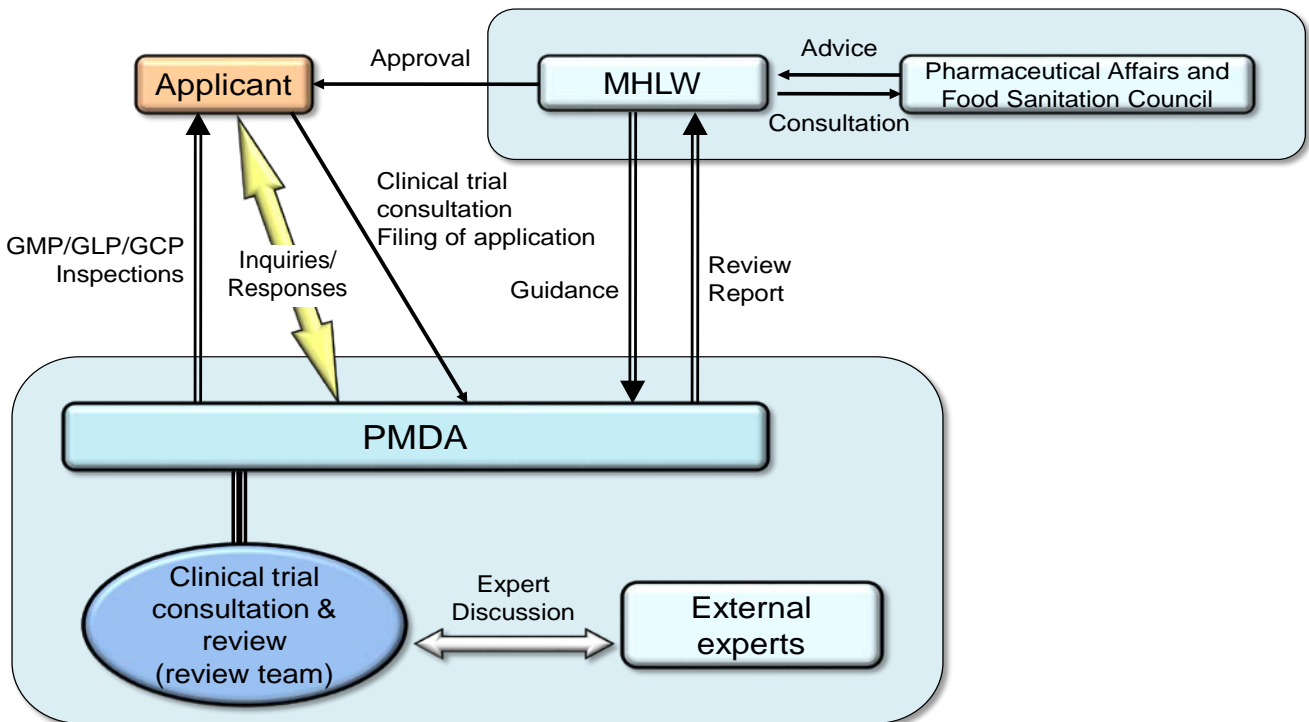 Applicant
Approval
MHLW
Advice
Pharmaceutical Affairs and
Food Sanitation Council
Consultation
GMP/GLP/GCP
Inspections
Inquiries/
Responses
Clinical trial
consultation
Filing of application
Guidance
Review
Report
PMDA
Clinical trial
consultation &
review
(review team)
Expert
Discussion
External
experts